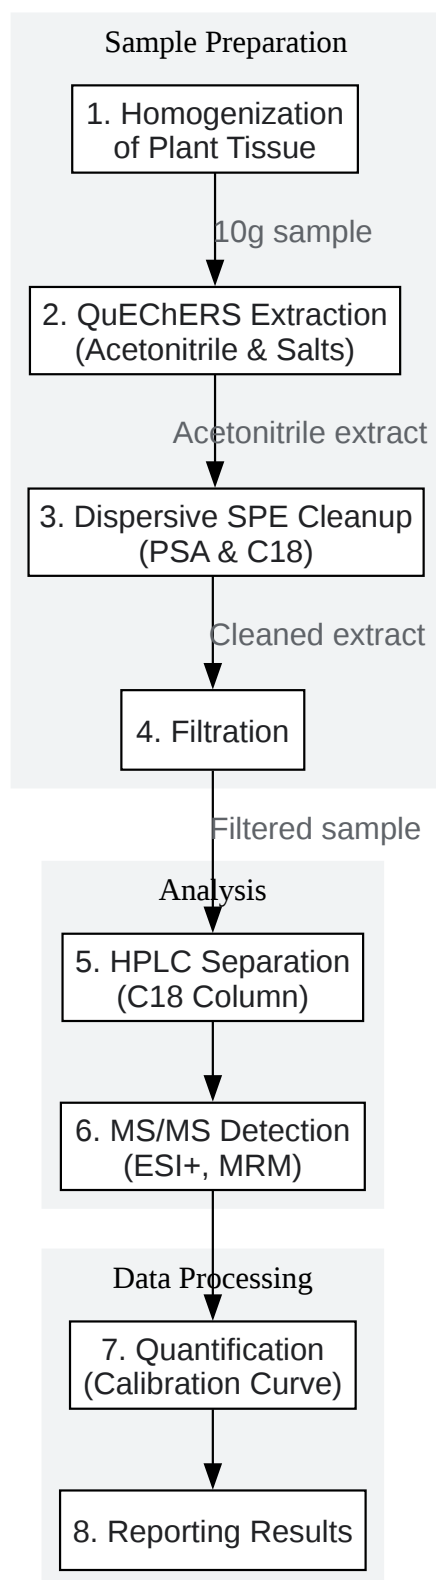 Sample Preparation
1. Homogenization
of Plant Tissue
10g sample
2. QuEChERS Extraction
(Acetonitrile & Salts)
Acetonitrile extract
3. Dispersive SPE Cleanup
(PSA & C18)
Cleaned extract
4. Filtration
Filtered sample
Analysis
5. HPLC Separation
(C18 Column)
6. MS/MS Detection
(ESI+, MRM)
Data Processing
7. Quantification
(Calibration Curve)
8. Reporting Results